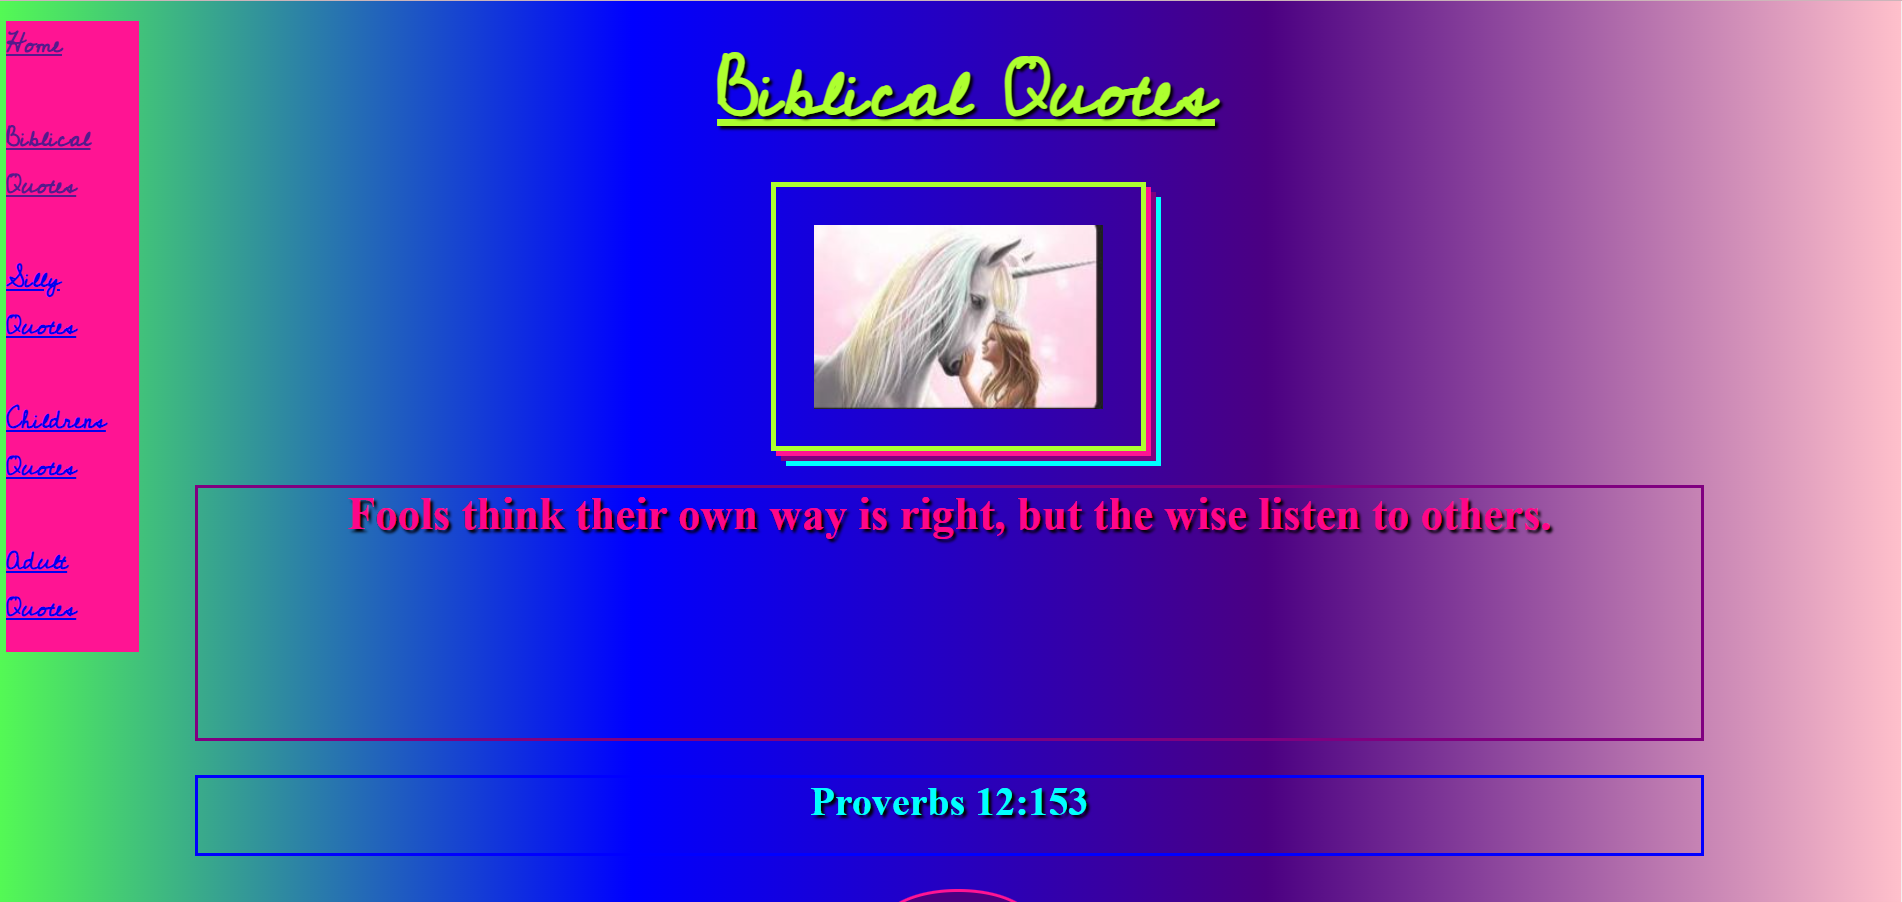 Home
Biblical
Quotes
Silly
Quotes
Childrens
Quotes
Adult
Quotes
Biblical Quotes
Fools think their own way is right, but the wise listen to others.
Proverbs 12:153